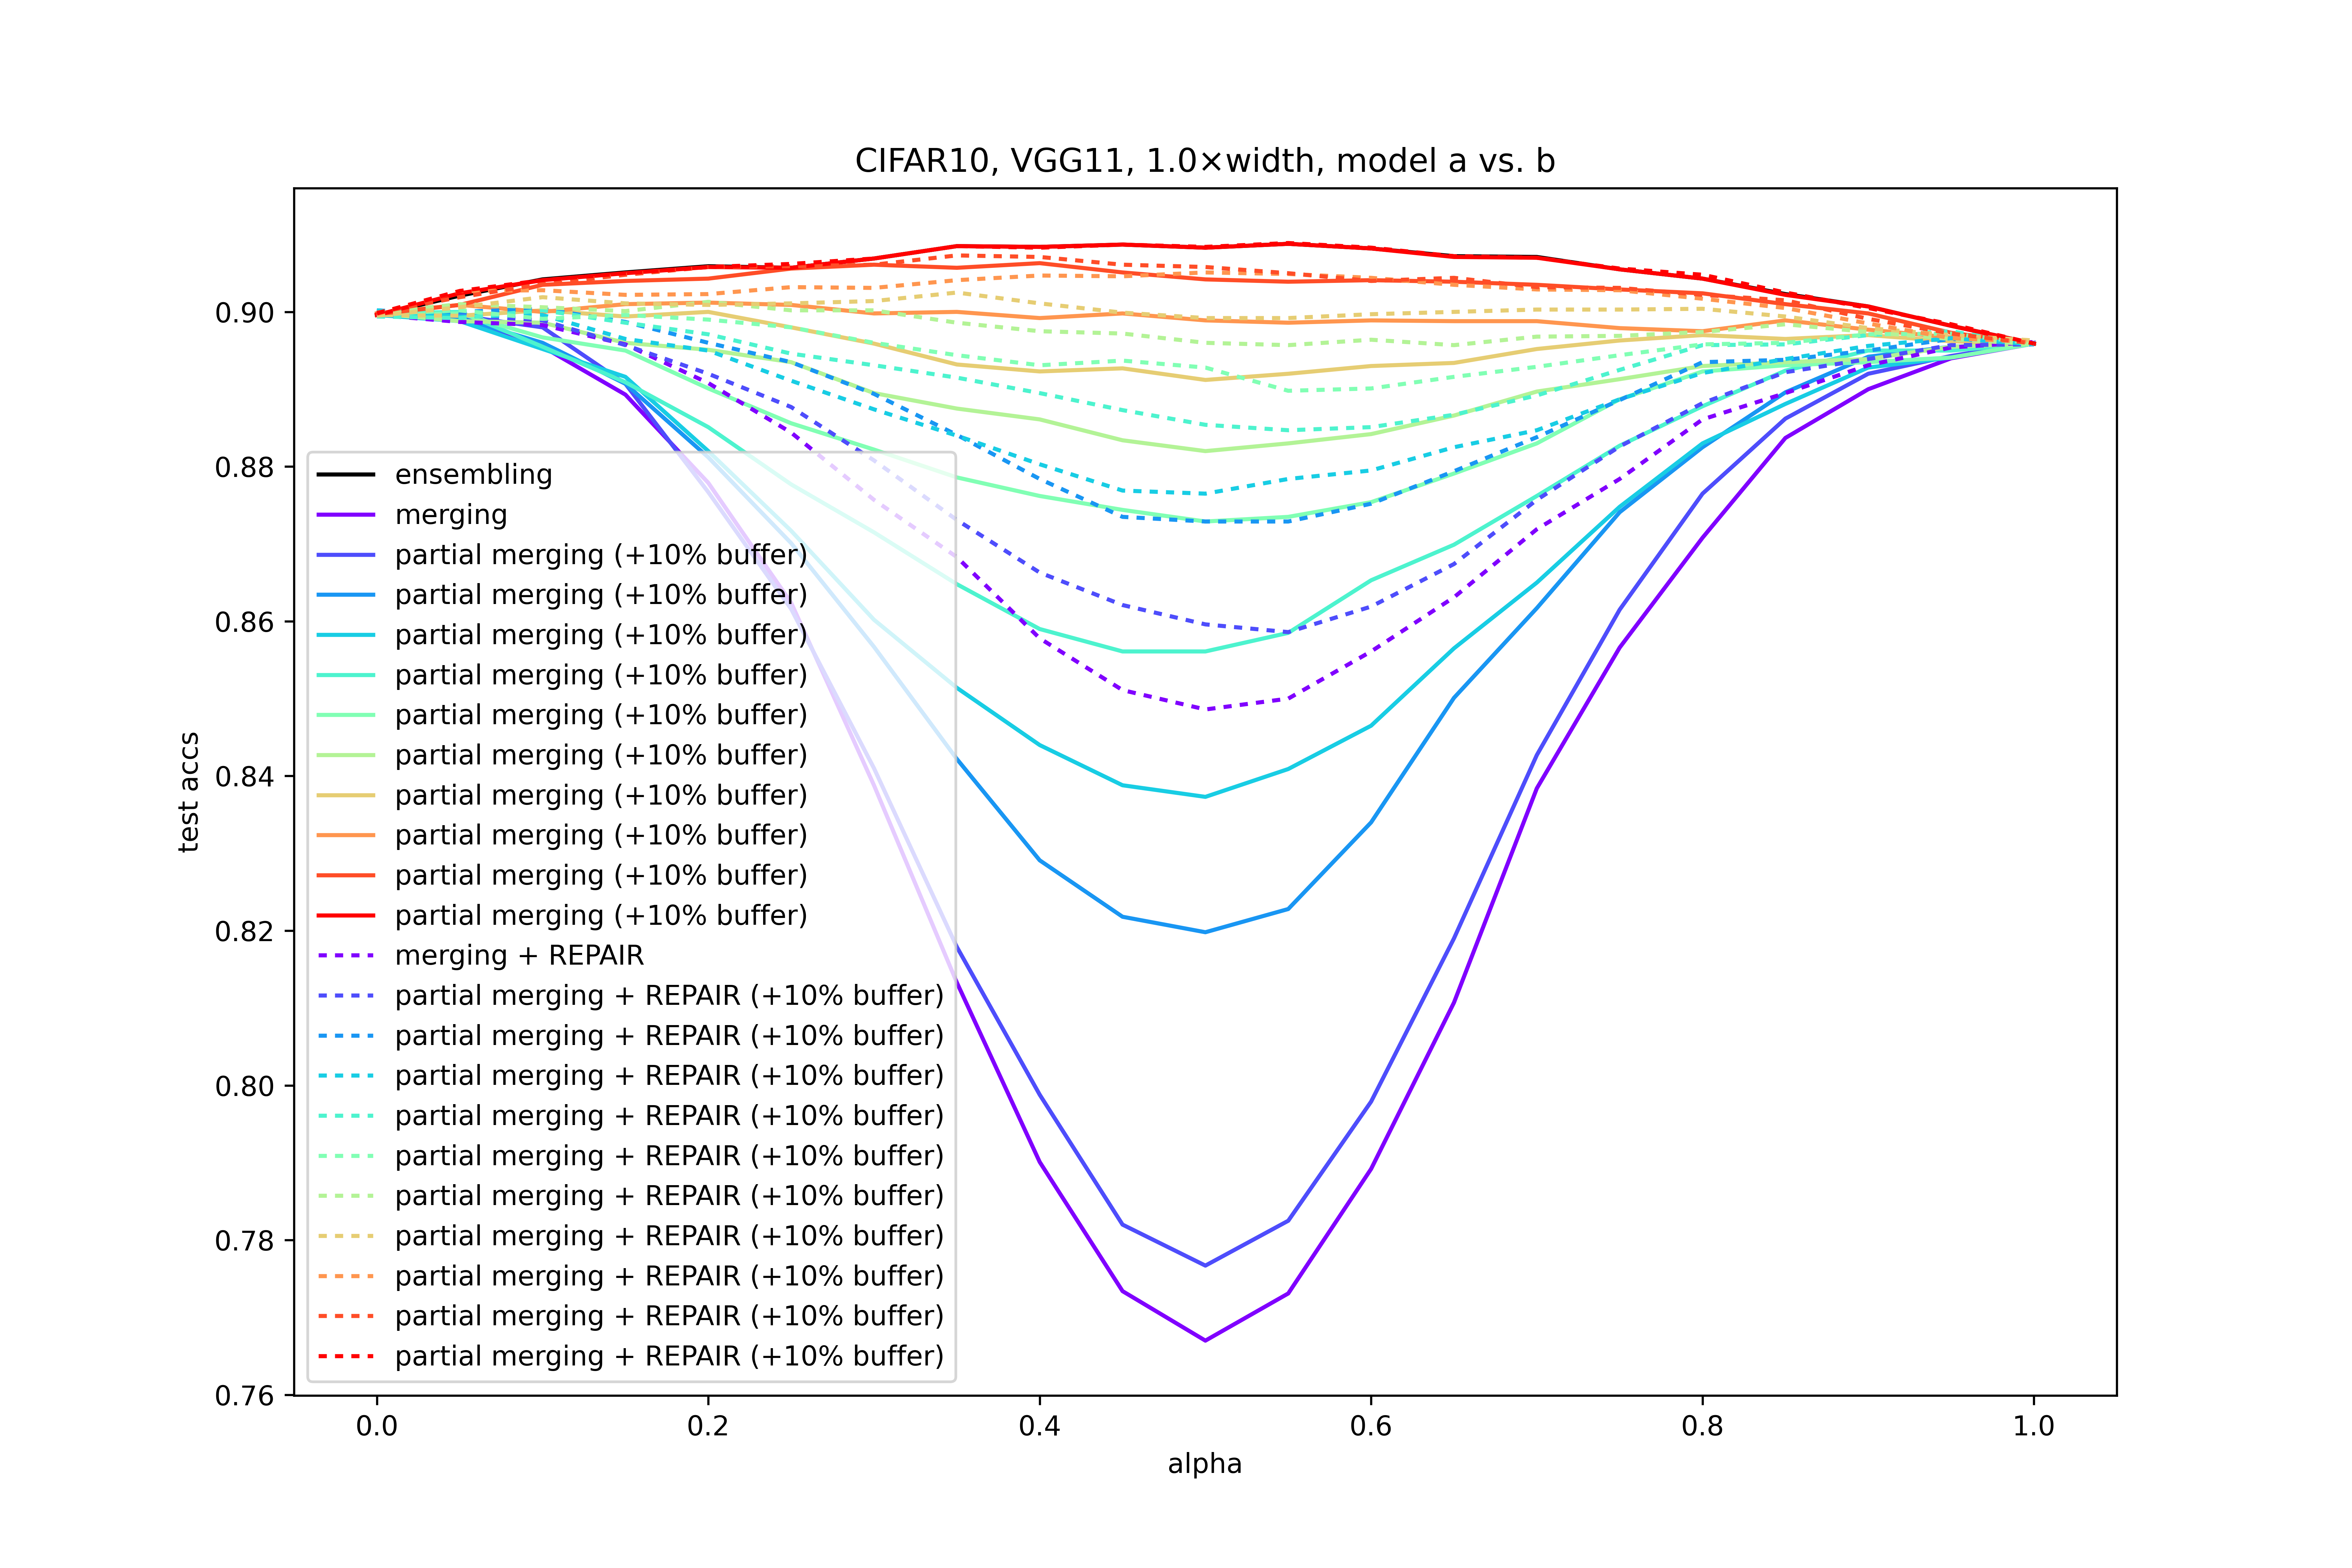 CIFAR10, VGG11, 1.0×width, model a vs. b
test accs
0.90
0.88
0.86
0.84
0.82
0.80
0.78
0.76
ensembling
merging
partial merging (+10% buffer)
partial merging (+10% buffer)
partial merging (+10% buffer)
partial merging (+10% buffer)
partial merging (+10% buffer)
partial merging (+10% buffer)
partial merging (+10% buffer)
partial merging (+10% buffer)
partial merging (+10% buffer)
partial merging (+10% buffer)
merging + REPAIR
partial merging + REPAIR (+10% buffer)
partial merging + REPAIR (+10% buffer)
partial merging + REPAIR (+10% buffer)
partial merging + REPAIR (+10% buffer)
partial merging + REPAIR (+10% buffer)
partial merging + REPAIR (+10% buffer)
partial merging + REPAIR (+10% buffer)
partial merging + REPAIR (+10% buffer)
partial merging + REPAIR (+10% buffer)
partial merging + REPAIR (+10% buffer)
0.0 0.2 0.4 0.6 0.8 1.0
alpha